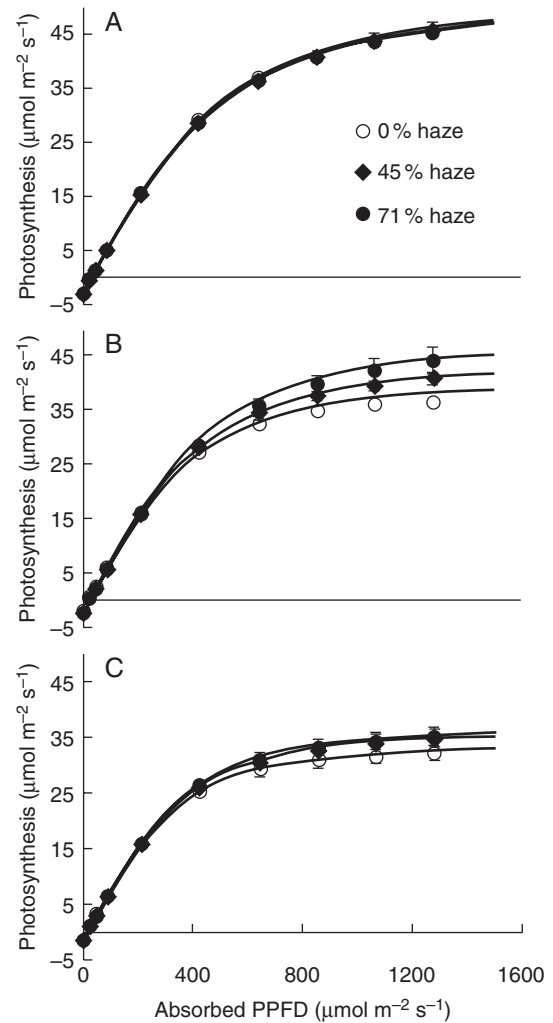 A
Photosynthesis (μmol m⁻² s⁻¹)
45
35
25
15
5
–5
0 % haze
45 % haze
71 % haze
B
Photosynthesis (μmol m⁻² s⁻¹)
45
35
25
15
5
–5
C
Photosynthesis (μmol m⁻² s⁻¹)
45
35
25
15
5
–5
0 400 800 1200 1600
Absorbed PPFD (μmol m⁻² s⁻¹)